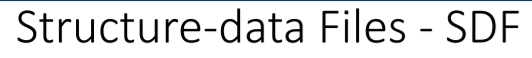 Structure-data Files - SDF